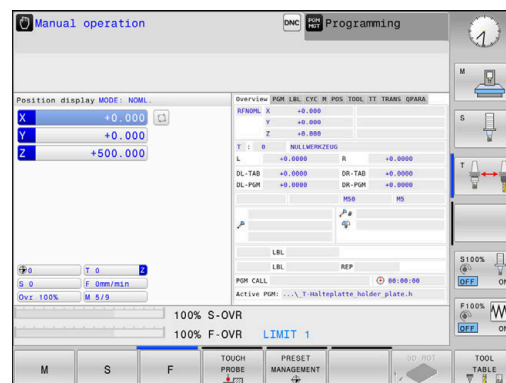 Manual operation
DNC
PGM MGT
Programming
Position display MODE: NOML.
X +0.000
Y +0.000
Z +500.000
Overview PGM LBL CYC M POS TOOL TT TRANS QPARA
RFNOML X +0.000
Y +0.000
Z +0.000
T : 0 NULLWERKZEUG
L +0.0000 R +0.0000
DL-TAB +0.0000 DR-TAB +0.0000
DL-PGM +0.0000 DR-PGM +0.0000
M50 M5
P#
LBL
LBL REP
PGM CALL 00:00:00
Active PGM: ...\_T-Halteplatte_holder plate.h
0 T 0 Z
S 0 F 0mm/min
Ovr 100% M 5/9
100% S-OVR
100% F-OVR LIMIT 1
M
S
F
TOUCH PROBE
PRESET MANAGEMENT
3D ROT
TOOL TABLE
M
S
T
S100%
OFF ON
F100% W
OFF ON